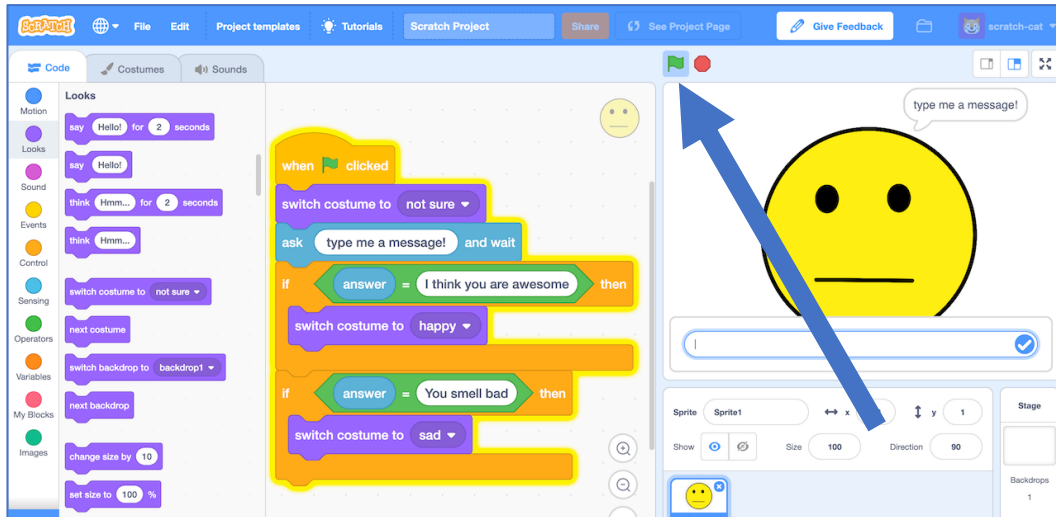 SCRATCH File Edit Project templates Tutorials Scratch Project Share See Project Page Give Feedback scratch-cat
Code Costumes Sounds
Motion
Looks
Sound
Events
Control
Sensing
Operators
Variables
My Blocks
Images
Looks
say Hello! for 2 seconds
say Hello!
think Hmm... for 2 seconds
think Hmm...
switch costume to not sure
next costume
switch backdrop to backdrop1
next backdrop
change size by 10
set size to 100 %
when clicked
switch costume to not sure
ask type me a message! and wait
if answer = I think you are awesome then
switch costume to happy
if answer = You smell bad then
switch costume to sad
type me a message!
Sprite Sprite1 x y 1
Show Size 100 Direction 90
Stage
Backdrops
1